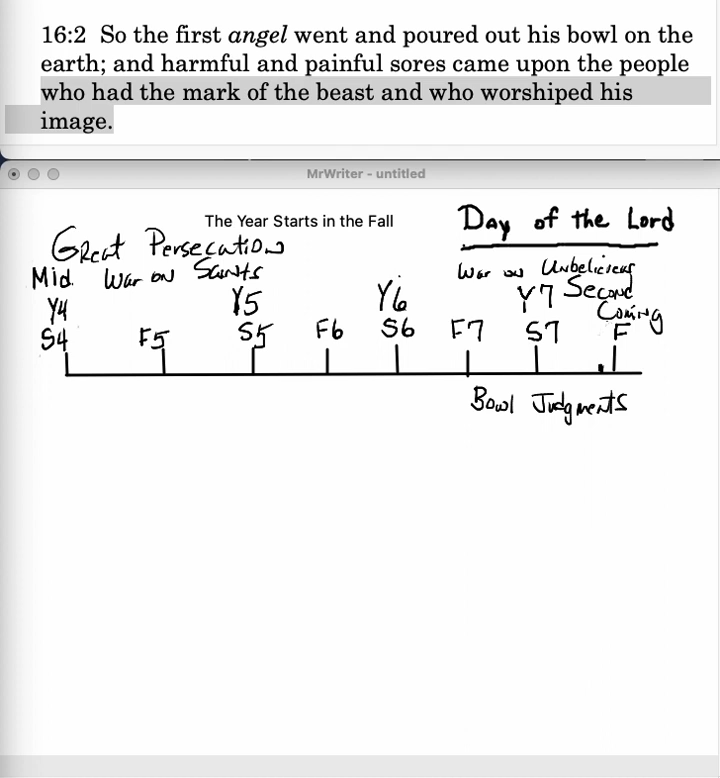 16:2 So the first angel went and poured out his bowl on the
earth; and harmful and painful sores came upon the people
who had the mark of the beast and who worshiped his
image.
MrWriter - untitled
The Year Starts in the Fall
Day of the Lord
Great Persecution
Mid War on Saints
War on Unbelievers
Y4 Y5 Y6 Y7 Second
Coming
S4 F5 S5 F6 S6 F7 S7 F
Bowl Judgments